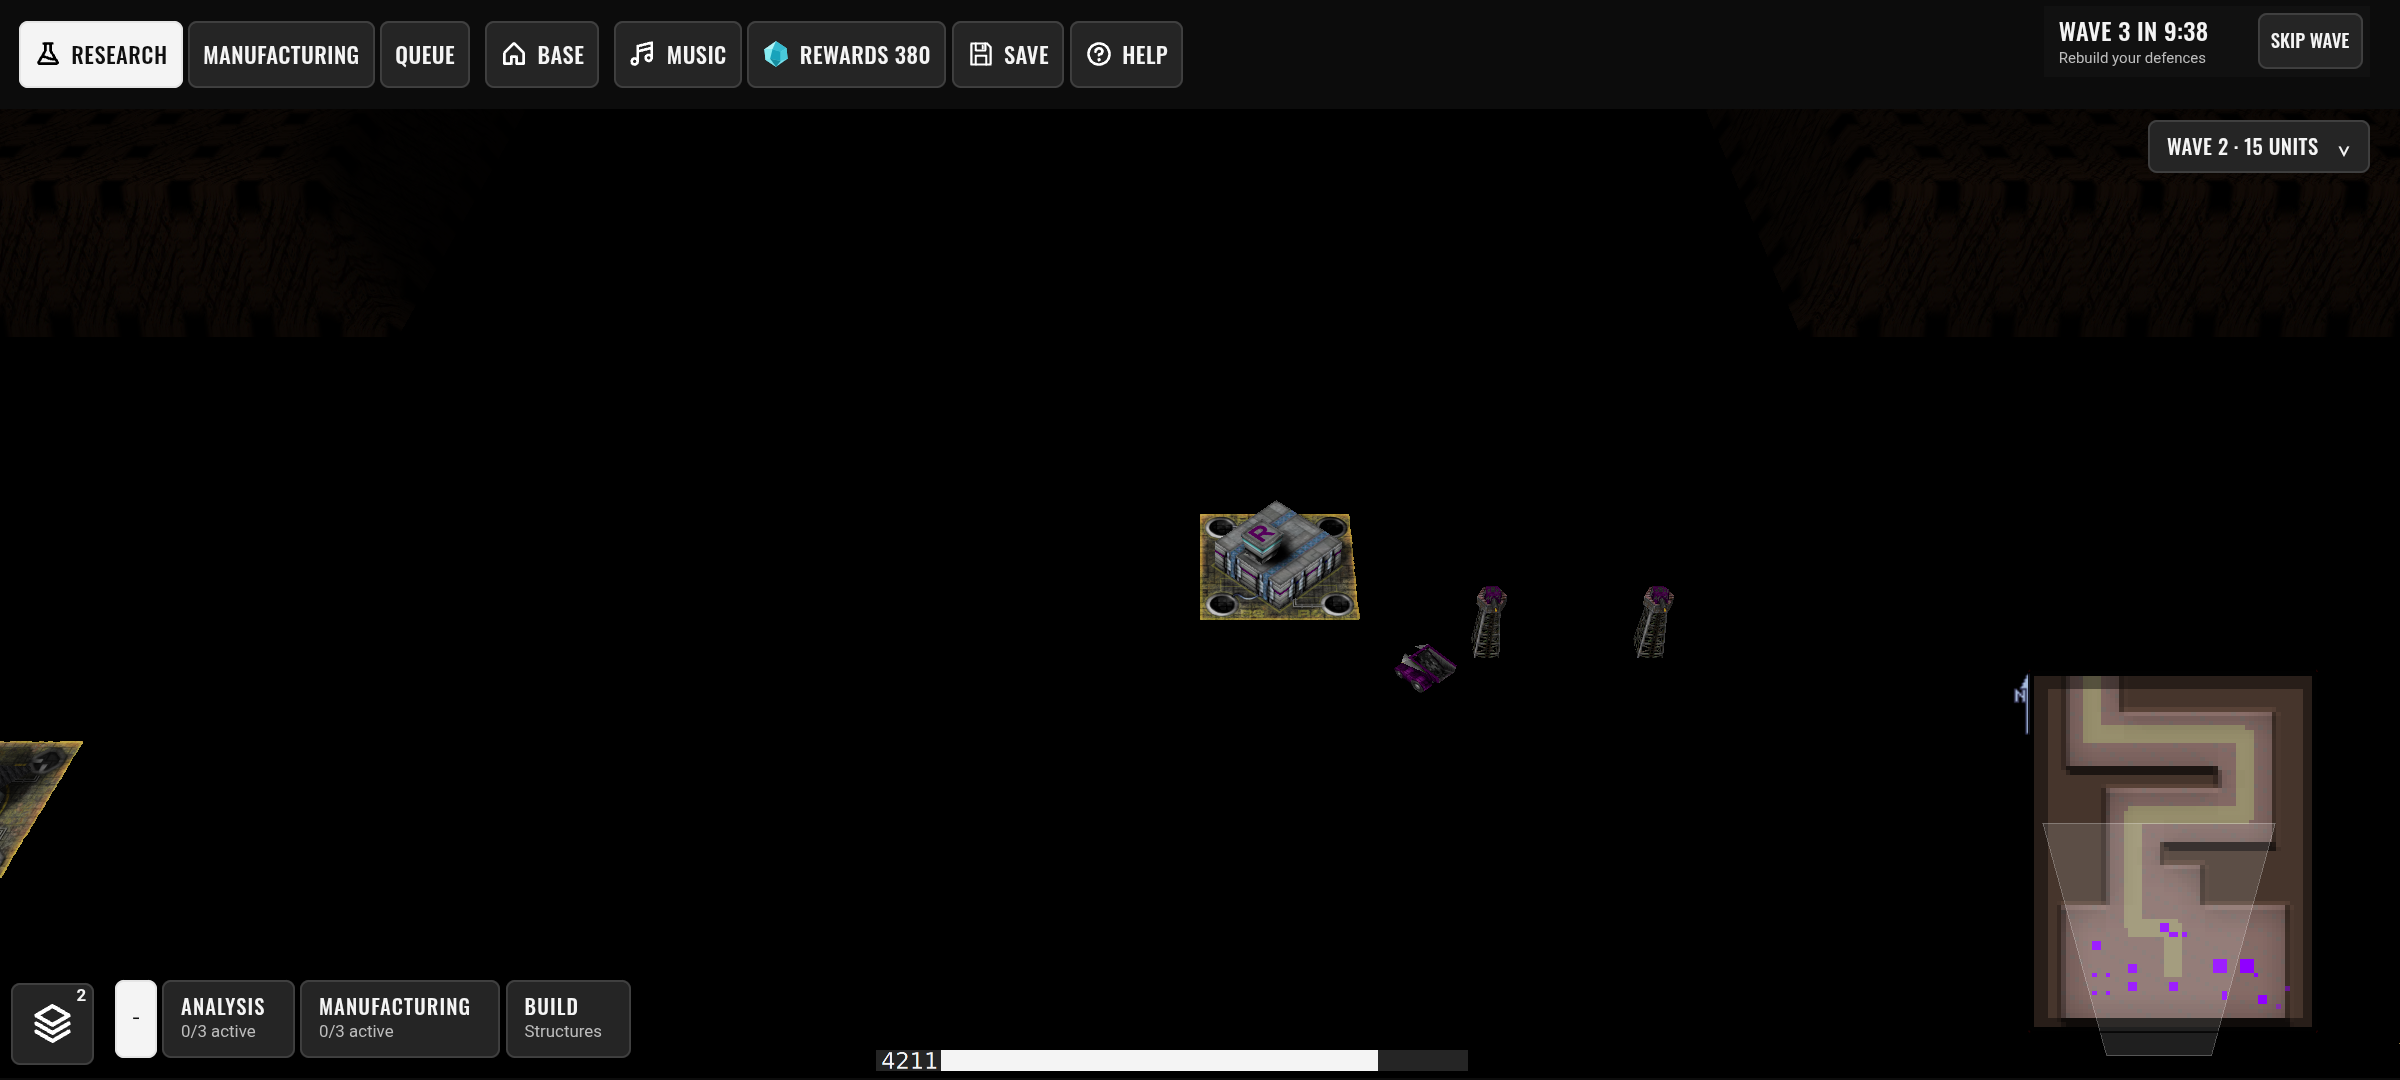 RESEARCH
MANUFACTURING
QUEUE
BASE
MUSIC
REWARDS 380
SAVE
HELP
WAVE 3 IN 9:38
Rebuild your defences
SKIP WAVE
WAVE 2 · 15 UNITS
R
N
2
-
ANALYSIS
0/3 active
MANUFACTURING
0/3 active
BUILD
Structures
4211